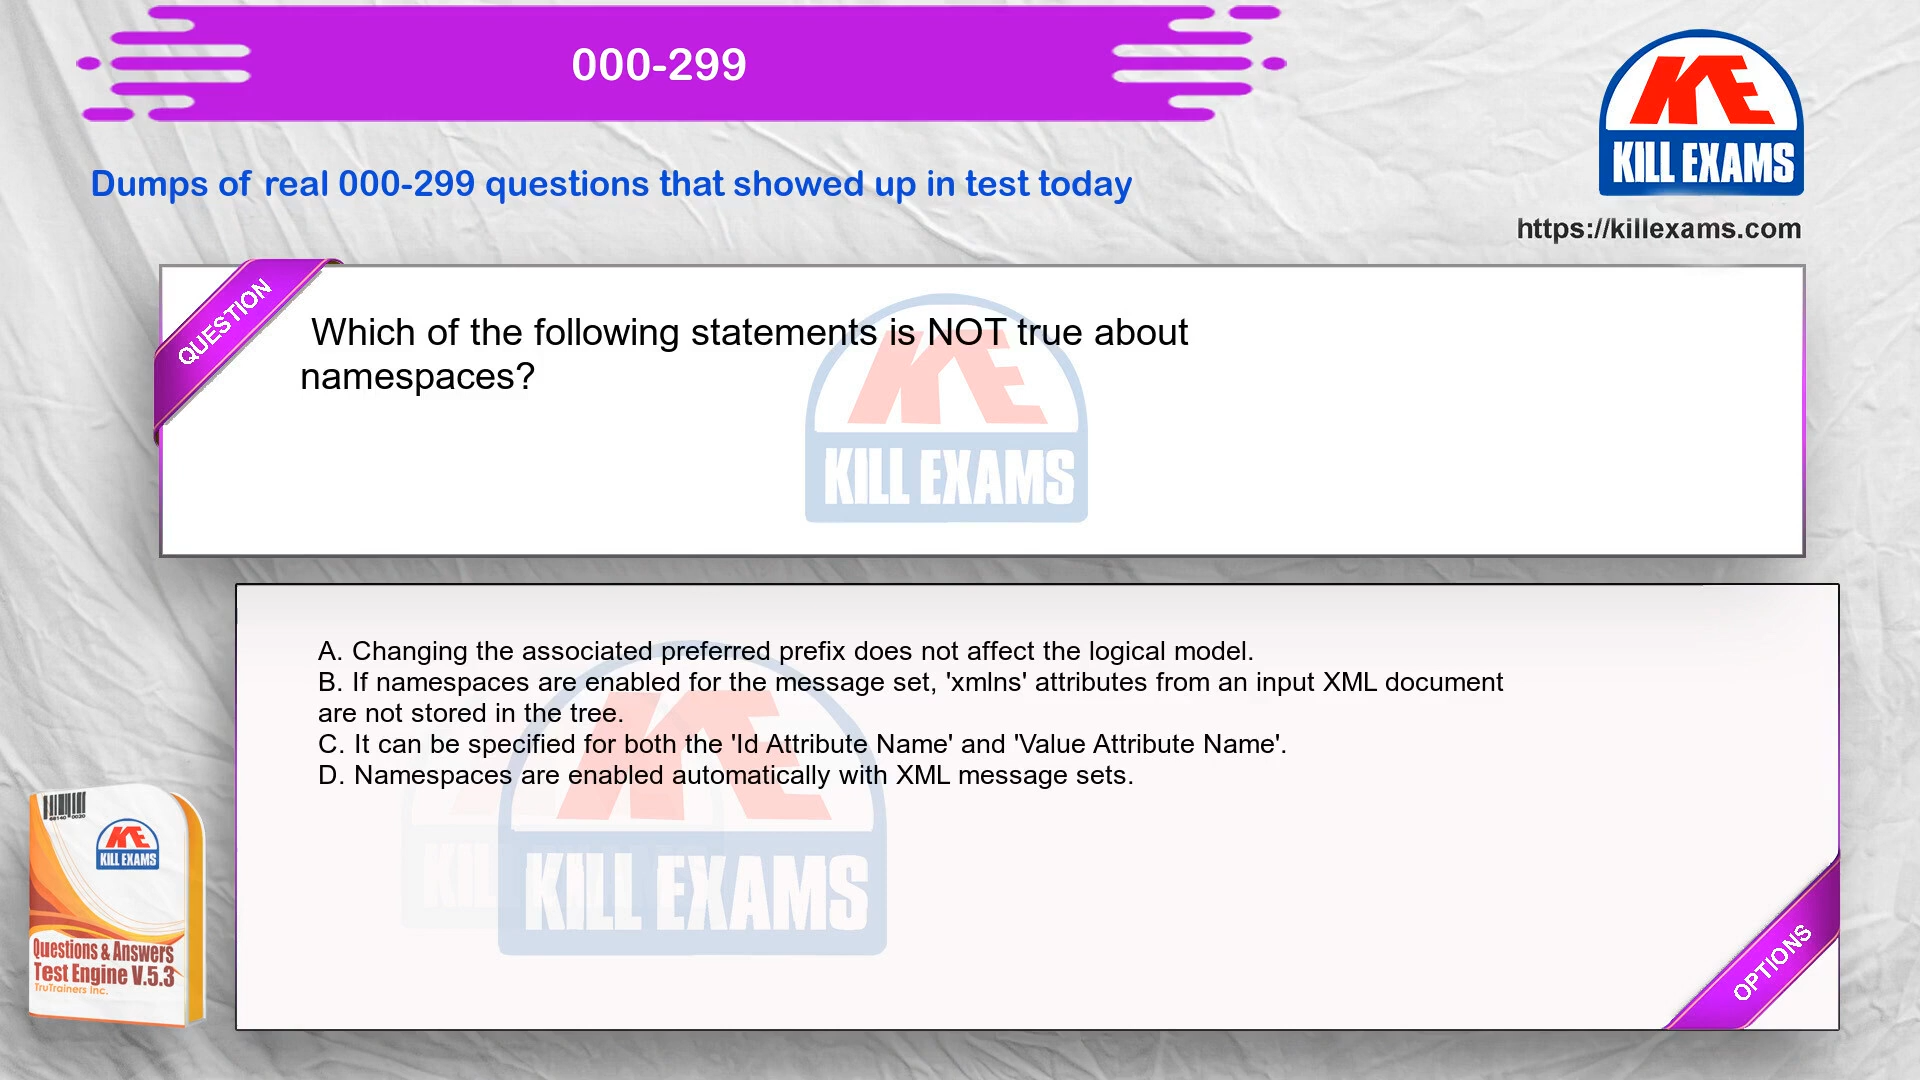 000-299
KILL EXAMS
Dumps of real 000-299 questions that showed up in test today
https://killexams.com
QUESTION
Which of the following statements is NOT true about
namespaces?
KILL EXAMS
A. Changing the associated preferred prefix does not affect the logical model.
B. If namespaces are enabled for the message set, 'xmlns' attributes from an input XML document
are not stored in the tree.
C. It can be specified for both the 'Id Attribute Name' and 'Value Attribute Name'.
D. Namespaces are enabled automatically with XML message sets.
KILL EXAMS
KILL EXAMS
Questions & Answers
Test Engine V.5.3
TruTrainers Inc.
OPTIONS